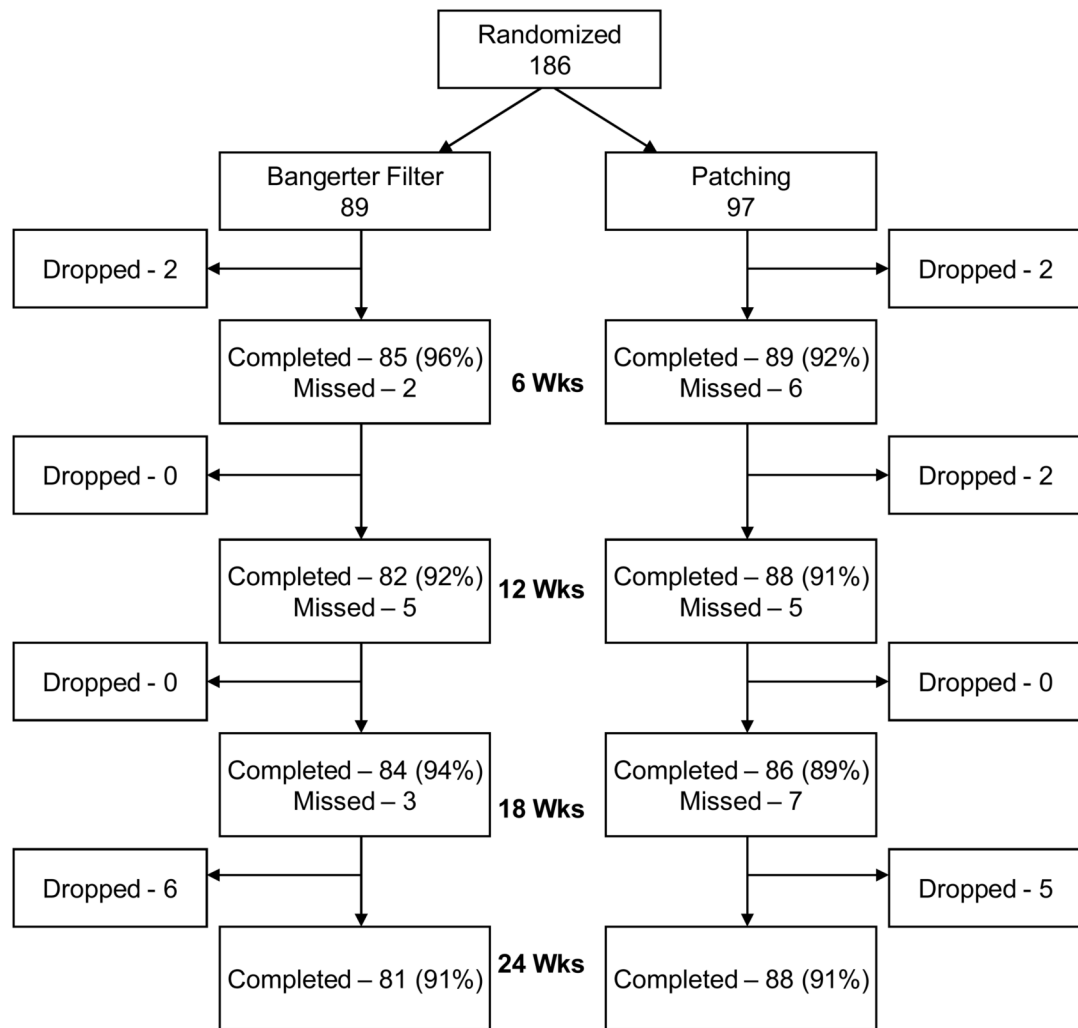 Randomized
186
Bangerter Filter
89
Patching
97
Dropped - 2
Dropped - 2
Completed – 85 (96%)
Missed – 2
6 Wks
Completed – 89 (92%)
Missed – 6
Dropped - 0
Dropped - 2
Completed – 82 (92%)
Missed – 5
12 Wks
Completed – 88 (91%)
Missed – 5
Dropped - 0
Dropped - 0
Completed – 84 (94%)
Missed – 3
18 Wks
Completed – 86 (89%)
Missed – 7
Dropped - 6
Dropped - 5
Completed – 81 (91%)
24 Wks
Completed – 88 (91%)